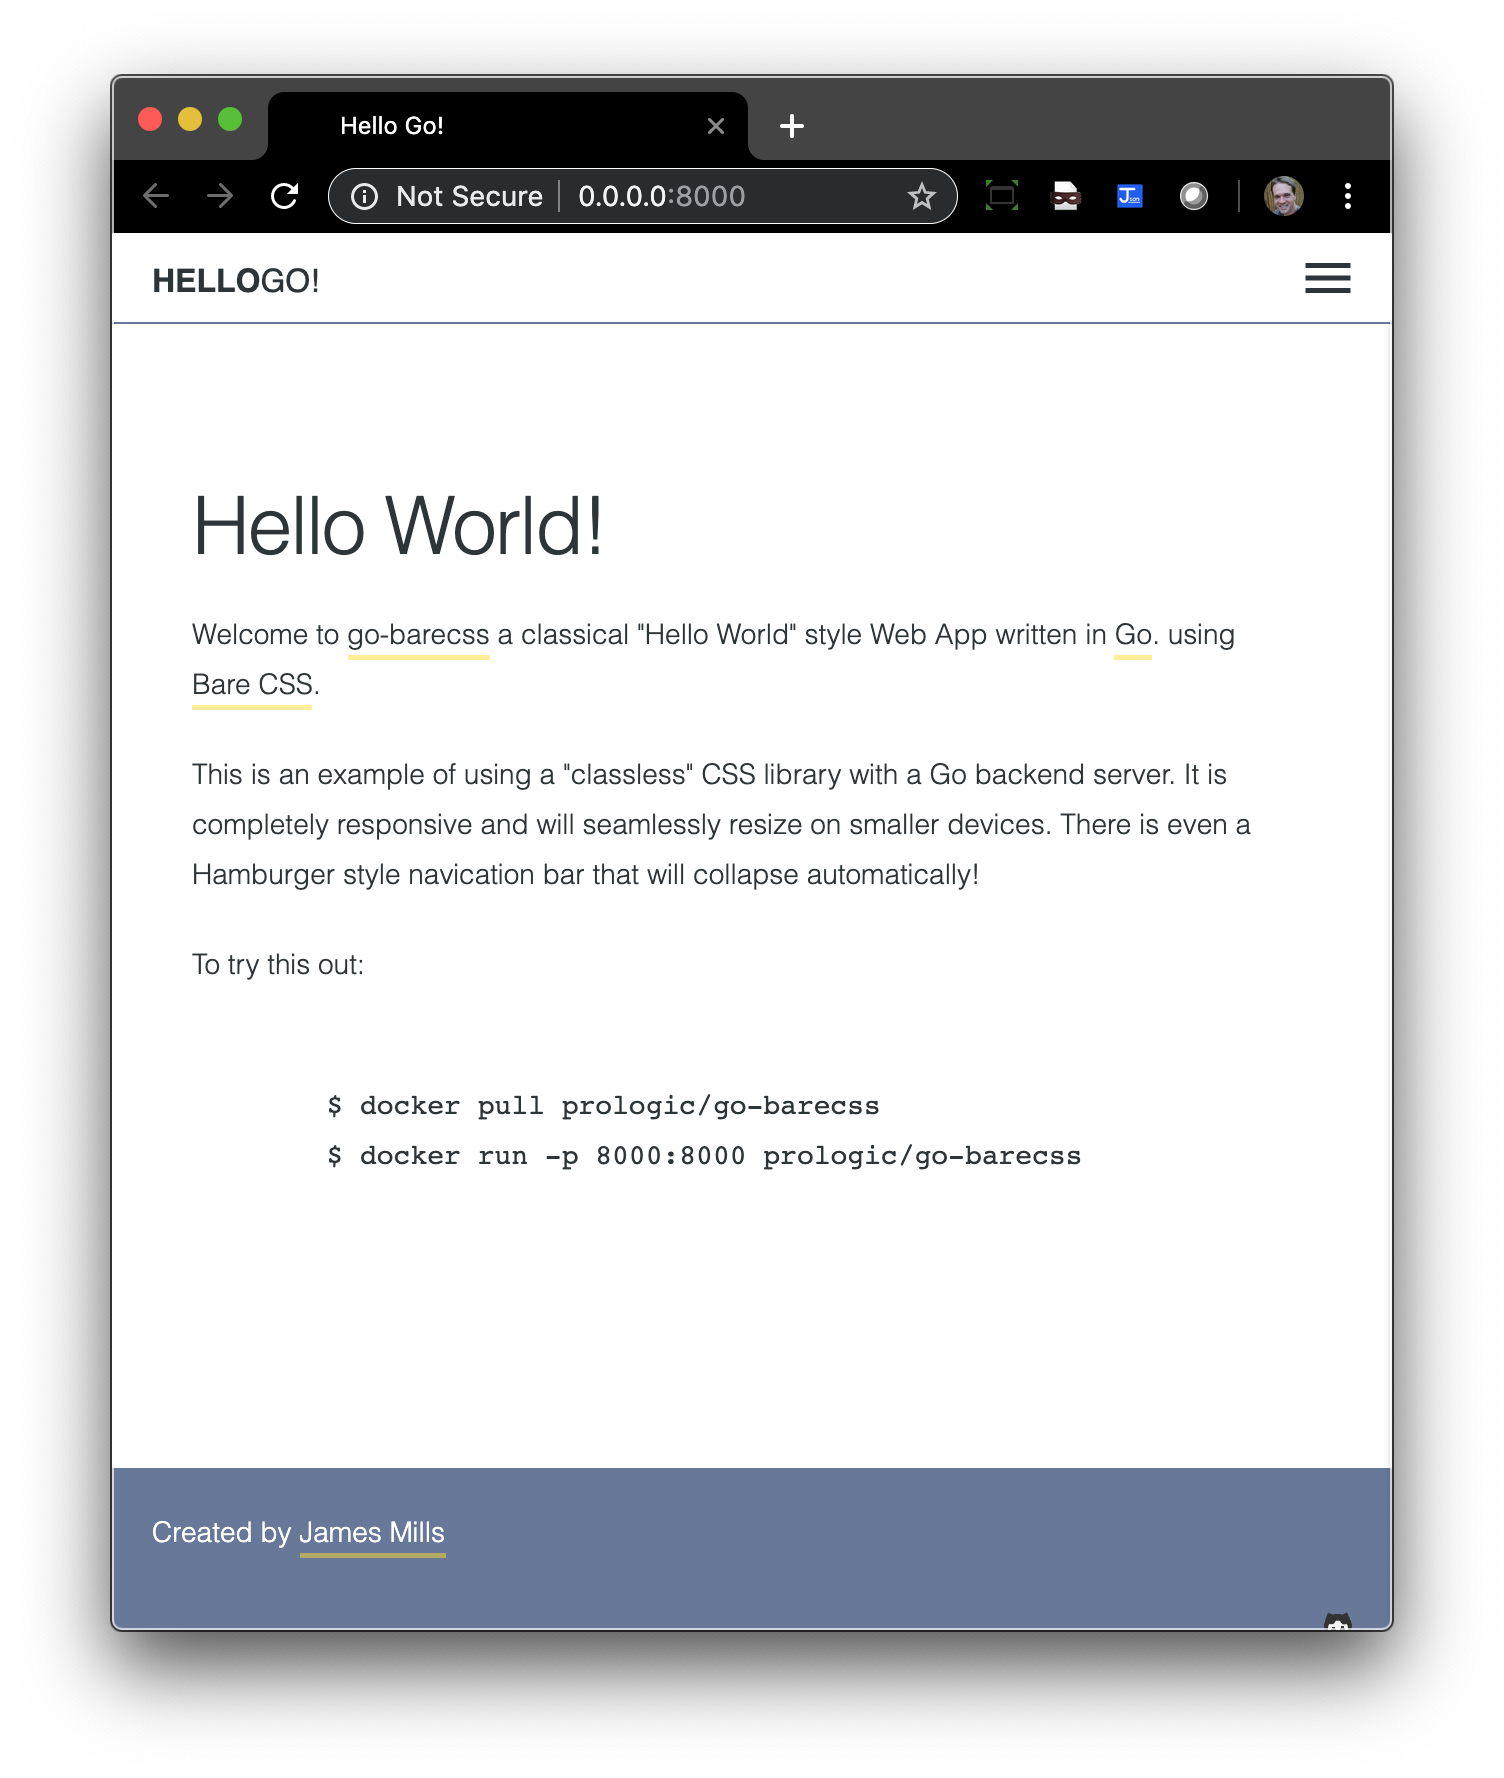 Hello Go!
Not Secure 0.0.0.0:8000
J son
HELLOGO!
Hello World!
Welcome to go-barecss a classical "Hello World" style Web App written in Go. using
Bare CSS.
This is an example of using a "classless" CSS library with a Go backend server. It is
completely responsive and will seamlessly resize on smaller devices. There is even a
Hamburger style navication bar that will collapse automatically!
To try this out:
$ docker pull prologic/go-barecss
$ docker run -p 8000:8000 prologic/go-barecss
Created by James Mills